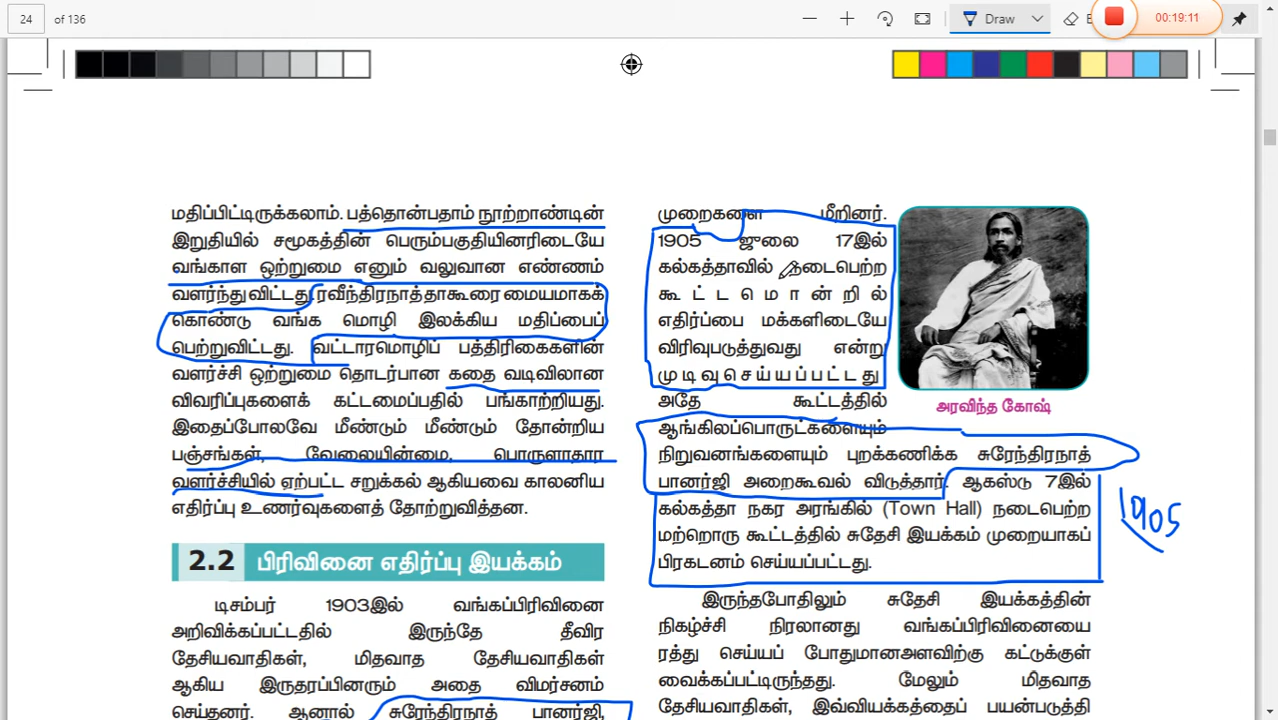 24 of 136
Draw
00:19:11
மதிப்பிட்டிருக்கலாம். பத்தொன்பதாம் நூற்றாண்டின்
இறுதியில் சமூகத்தின் பெரும்பகுதியினரிடையே
வங்காள ஒற்றுமை எனும் வலுவான எண்ணம்
வளர்ந்துவிட்டது. ரவீந்திரநாத்தாகூரை மையமாகக்
கொண்டு வங்க மொழி இலக்கிய மதிப்பைப்
பெற்றுவிட்டது. வட்டாரமொழிப் பத்திரிகைகளின்
வளர்ச்சி ஒற்றுமை தொடர்பான கதை வடிவிலான
விவரிப்புகளைக் கட்டமைப்பதில் பங்காற்றியது.
இதைப்போலவே மீண்டும் மீண்டும் தோன்றிய
பஞ்சங்கள், வேலையின்மை, பொருளாதார
வளர்ச்சியில் ஏற்பட்ட சறுக்கல் ஆகியவை காலனிய
எதிர்ப்பு உணர்வுகளைத் தோற்றுவித்தன.
2.2 பிரிவினை எதிர்ப்பு இயக்கம்
டிசம்பர் 1903இல் வங்கப்பிரிவினை
அறிவிக்கப்பட்டதில் இருந்தே தீவிர
தேசியவாதிகள், மிதவாத தேசியவாதிகள்
ஆகிய இருதரப்பினரும் அதை விமர்சனம்
செய்தனர். ஆனால் சுரேந்திரநாத் பானர்ஜி,
முறைகளை மீறினர்.
1905 ஜுலை 17இல்
கல்கத்தாவில் நடைபெற்ற
கூட்டமொன்றில்
எதிர்ப்பை மக்களிடையே
விரிவுபடுத்துவது என்று
முடிவுசெய்யப்பட்டது
அதே கூட்டத்தில்
ஆங்கிலப்பொருட்களையும்
நிறுவனங்களையும் புறக்கணிக்க சுரேந்திரநாத்
பானர்ஜி அறைகூவல் விடுத்தார். ஆகஸ்டு 7இல்
கல்கத்தா நகர அரங்கில் (Town Hall) நடைபெற்ற
மற்றொரு கூட்டத்தில் சுதேசி இயக்கம் முறையாகப்
பிரகடனம் செய்யப்பட்டது.
இருந்தபோதிலும் சுதேசி இயக்கத்தின்
நிகழ்ச்சி நிரலானது வங்கப்பிரிவினையை
ரத்து செய்யப் போதுமானஅளவிற்கு கட்டுக்குள்
வைக்கப்பட்டிருந்தது. மேலும் மிதவாத
தேசியவாதிகள், இவ்வியக்கத்தைப் பயன்படுத்தி
அரவிந்த கோஷ்
1905